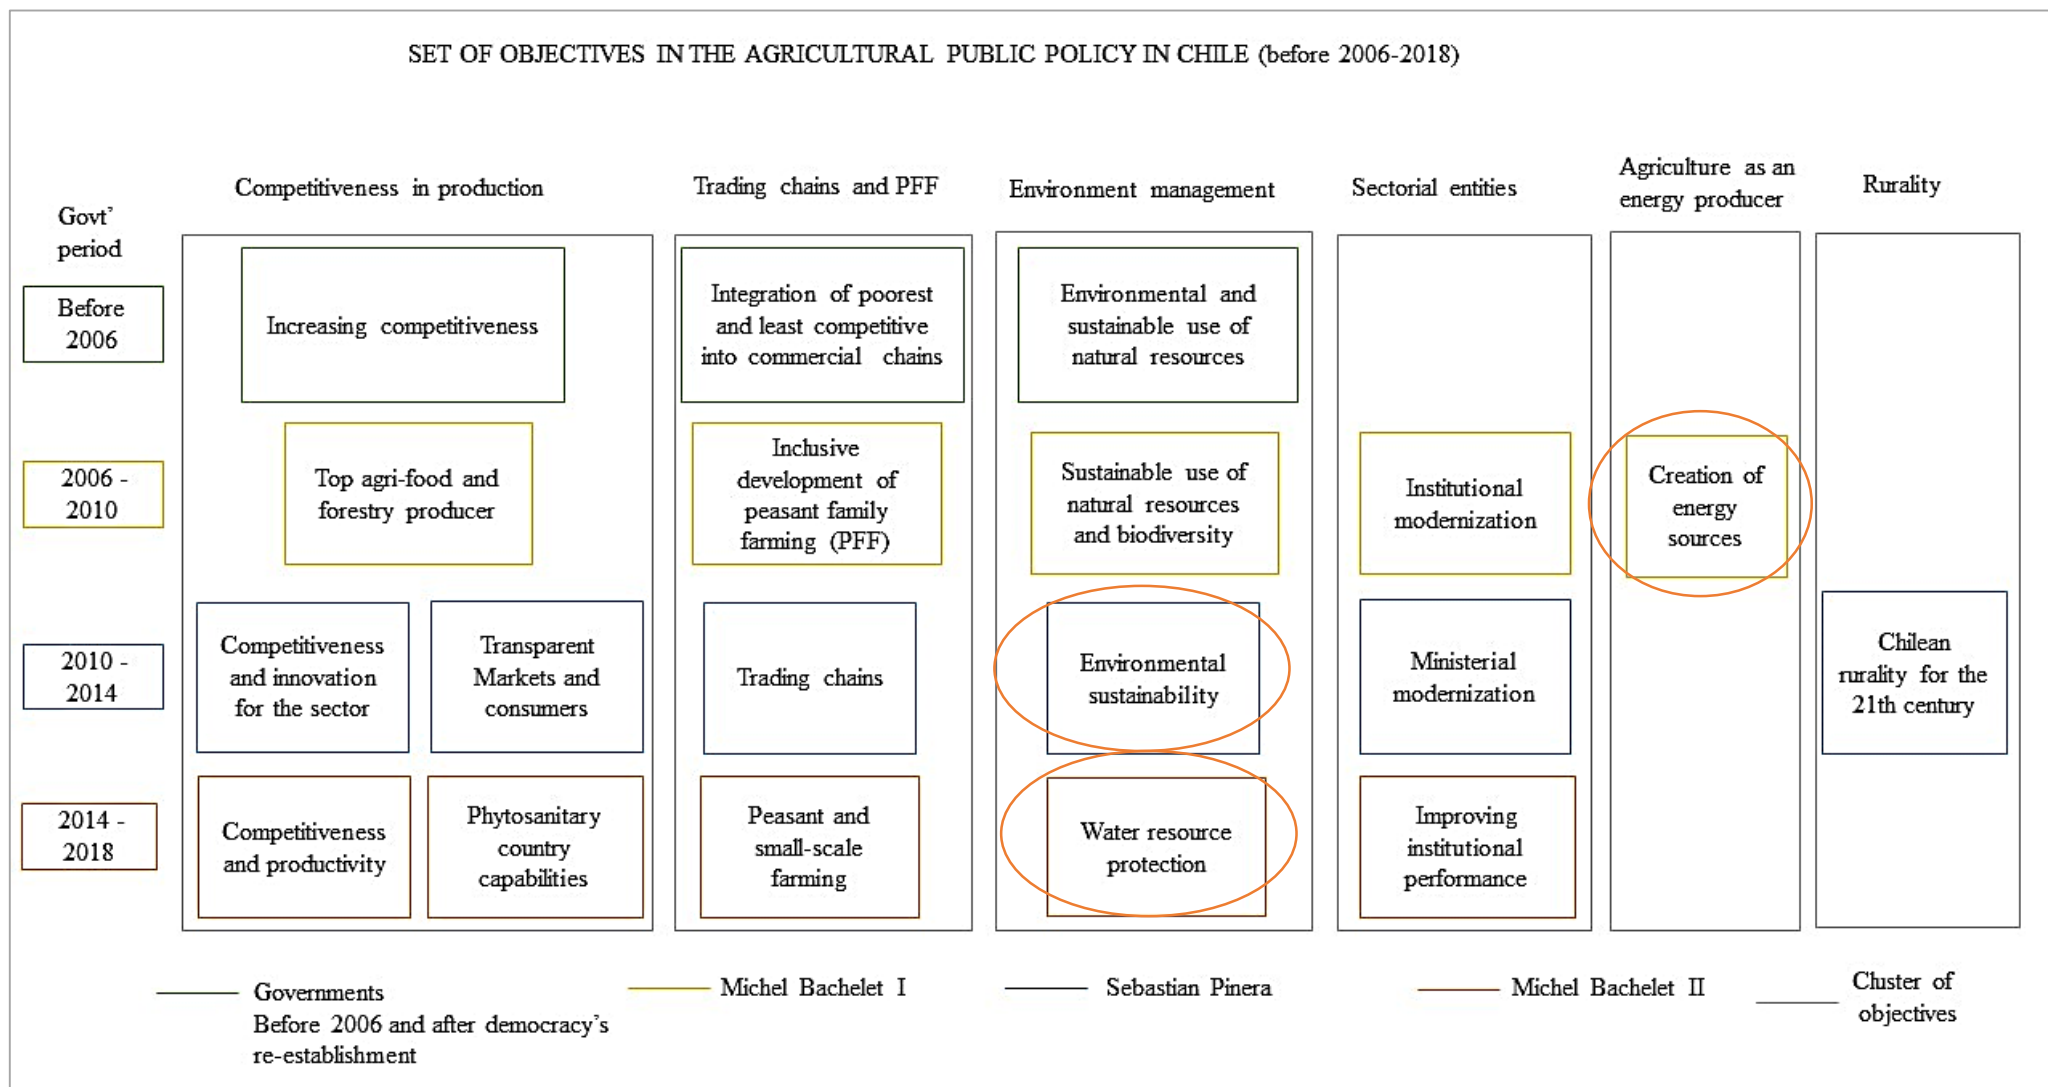 SET OF OBJECTIVES IN THE AGRICULTURAL PUBLIC POLICY IN CHILE (before 2006-2018)
Govt'
period
Competitiveness in production
Trading chains and PFF
Environment management
Sectorial entities
Agriculture as an
energy producer
Rurality
Before
2006
Increasing competitiveness
Integration of poorest
and least competitive
into commercial chains
Environmental and
sustainable use of
natural resources
2006 -
2010
Top agri-food and
forestry producer
Inclusive
development of
peasant family
farming (PFF)
Sustainable use of
natural resources
and biodiversity
Institutional
modernization
Creation of
energy
sources
2010 -
2014
Competitiveness
and innovation
for the sector
Transparent
Markets and
consumers
Trading chains
Environmental
sustainability
Ministerial
modernization
Chilean
rurality for the
21th century
2014 -
2018
Competitiveness
and productivity
Phytosanitary
country
capabilities
Peasant and
small-scale
farming
Water resource
protection
Improving
institutional
performance
Governments
Before 2006 and after democracy's
re-establishment
Michel Bachelet I
Sebastian Pinera
Michel Bachelet II
Cluster of
objectives